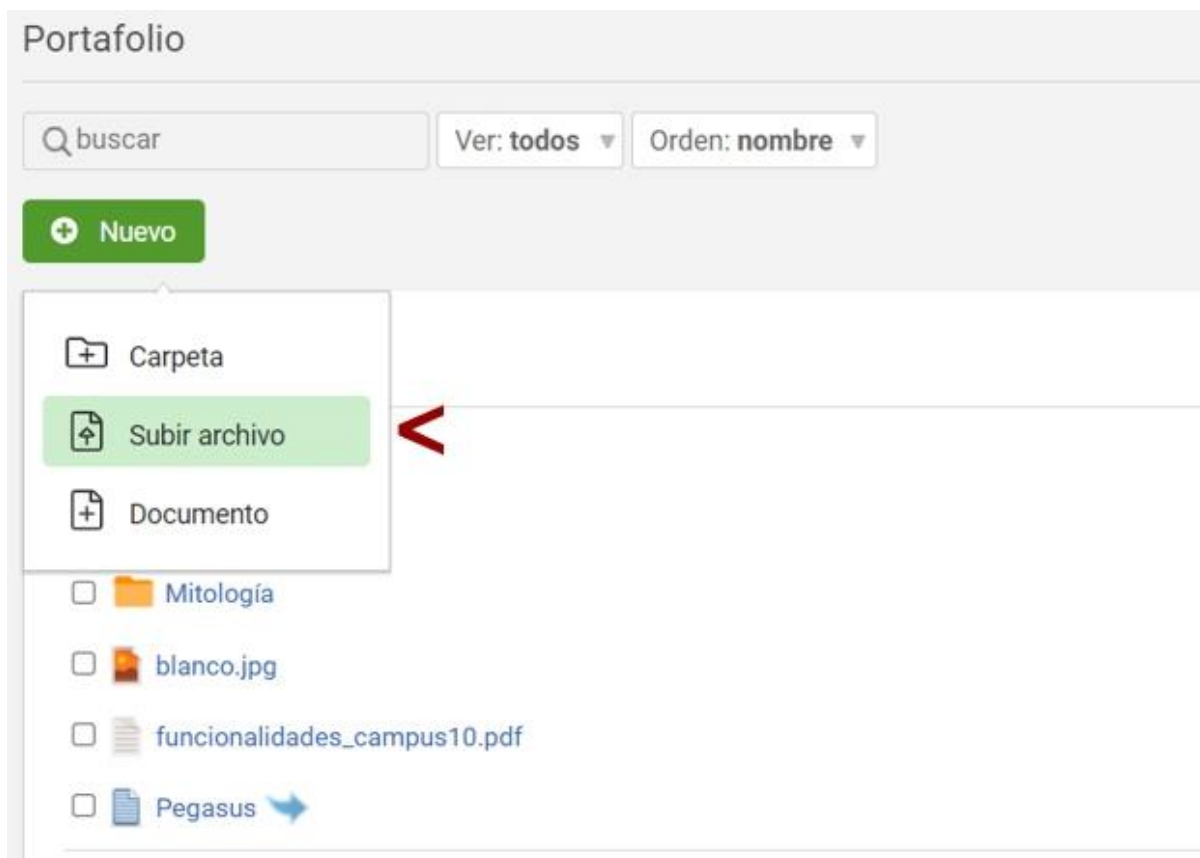 Portafolio
buscar Ver: todos Orden: nombre
Nuevo
Carpeta
Subir archivo <
Documento
Mitología
blanco.jpg
funcionalidades_campus10.pdf
Pegasus